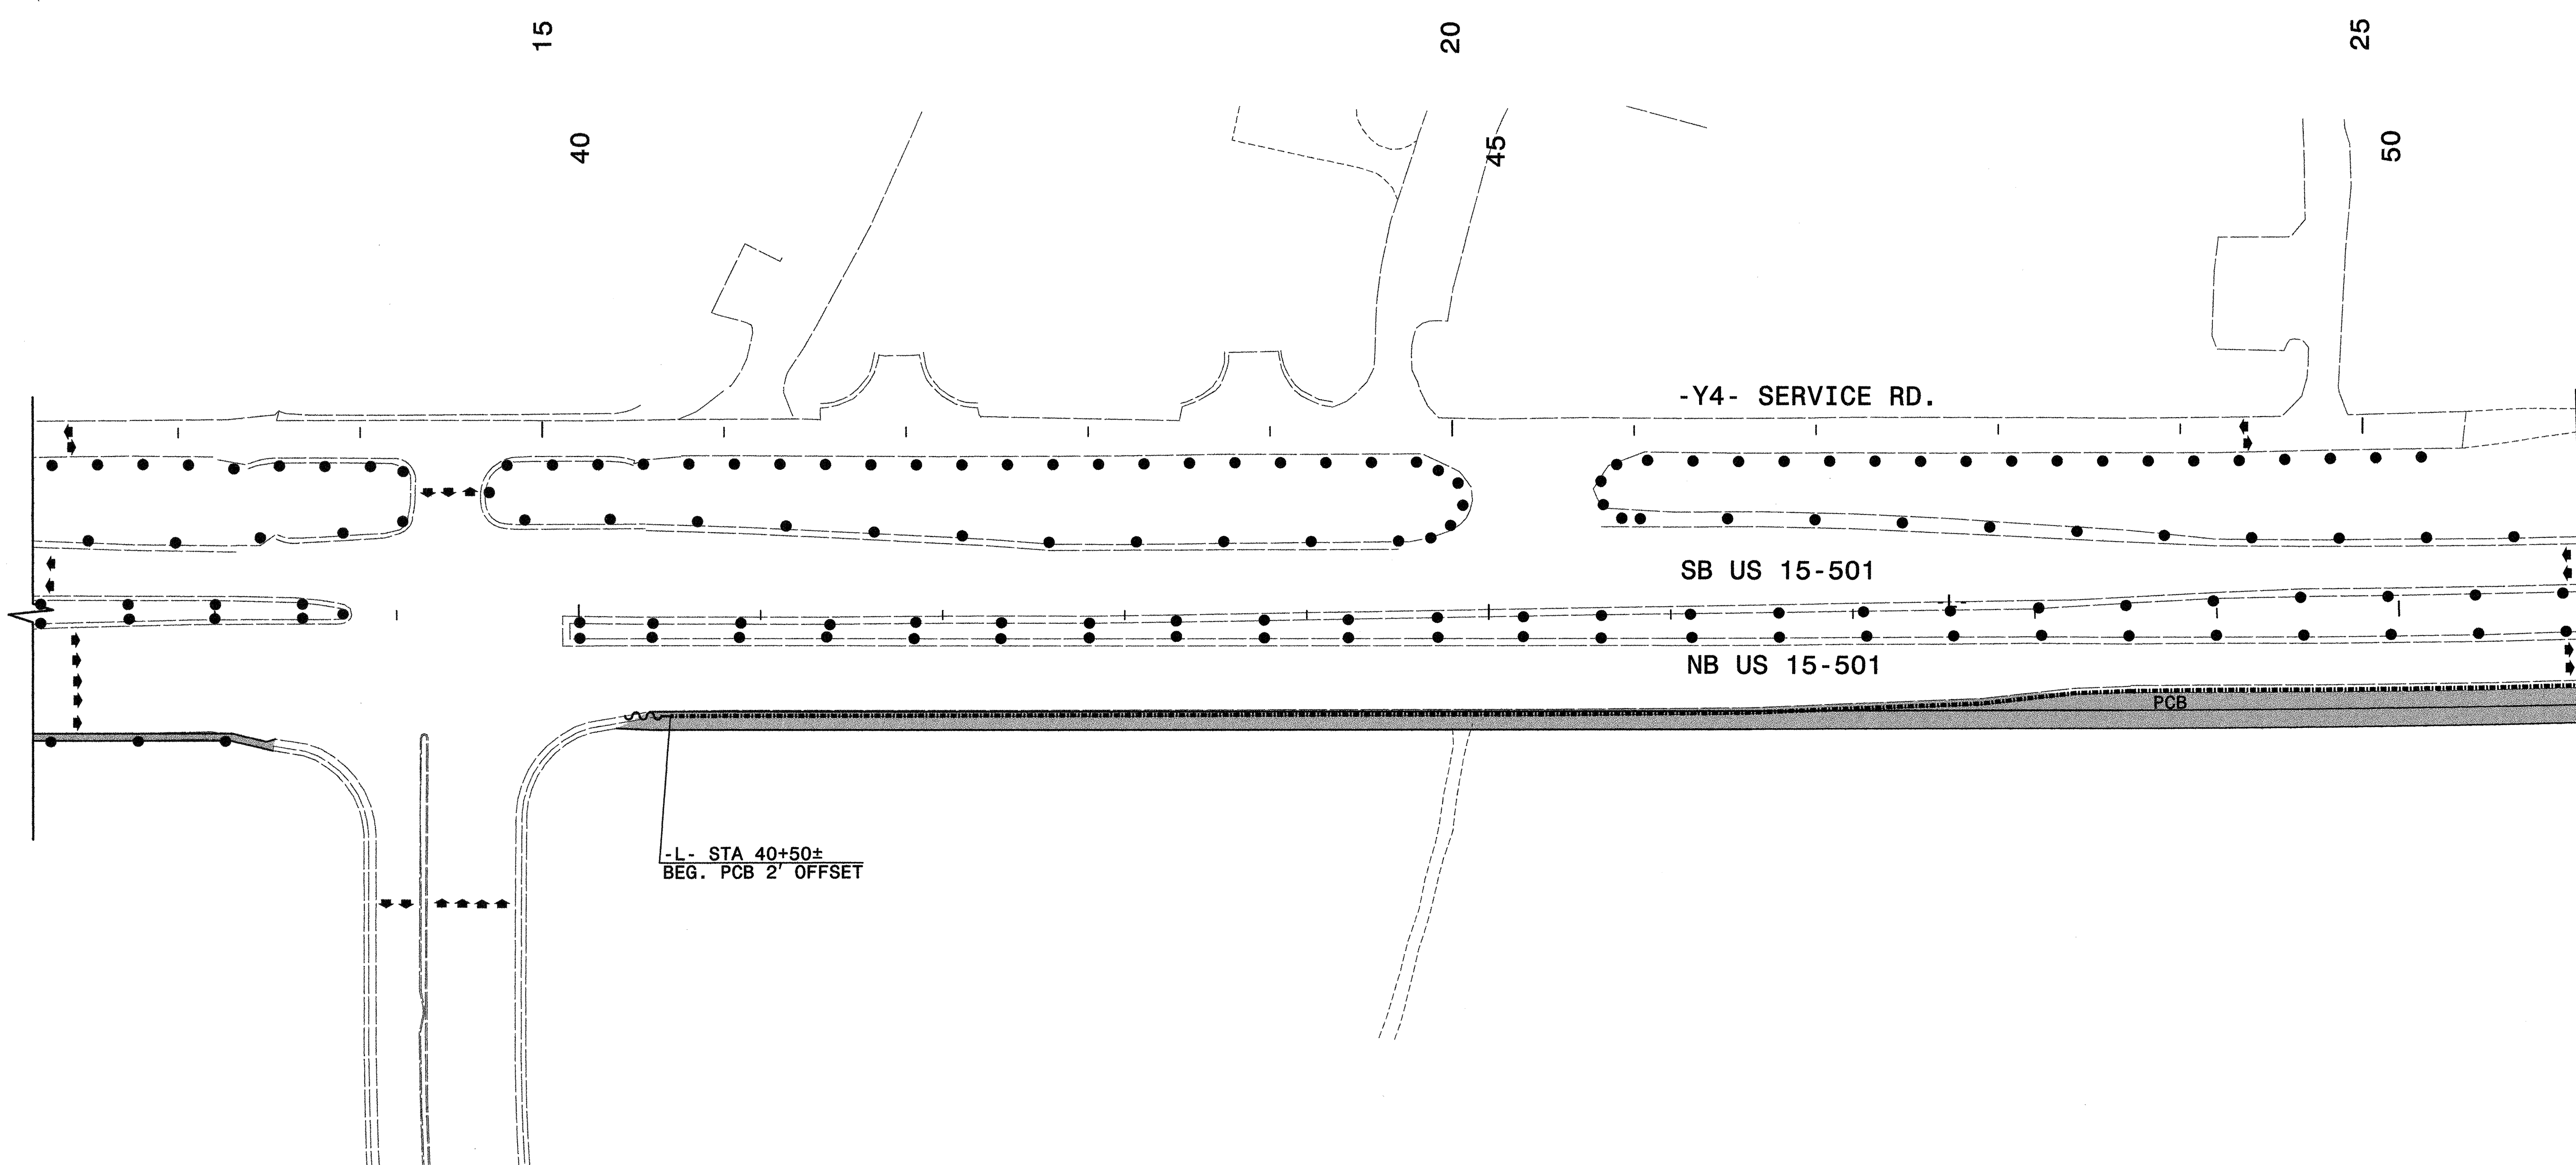 15
20
25
40
45
50
-Y4- SERVICE RD.
SB US 15-501
NB US 15-501
PCB
-L- STA 40+50±
BEG. PCB 2' OFFSET